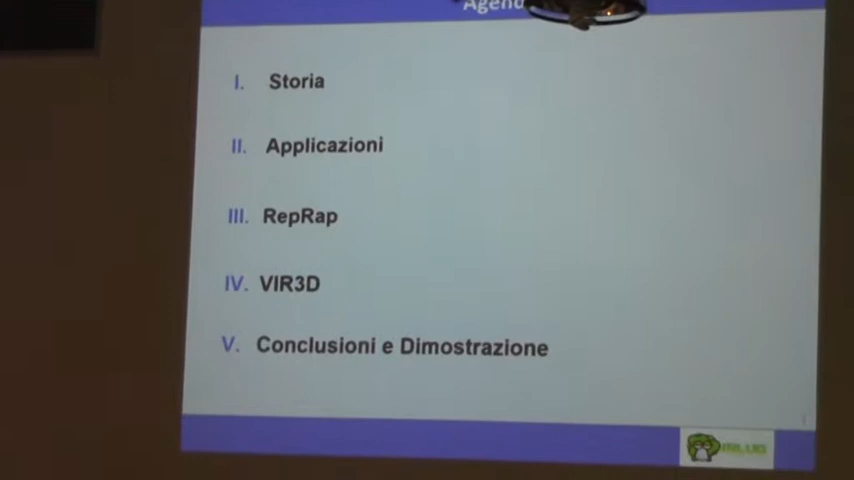 Agenda
I. Storia
II. Applicazioni
III. RepRap
IV. VIR3D
V. Conclusioni e Dimostrazione